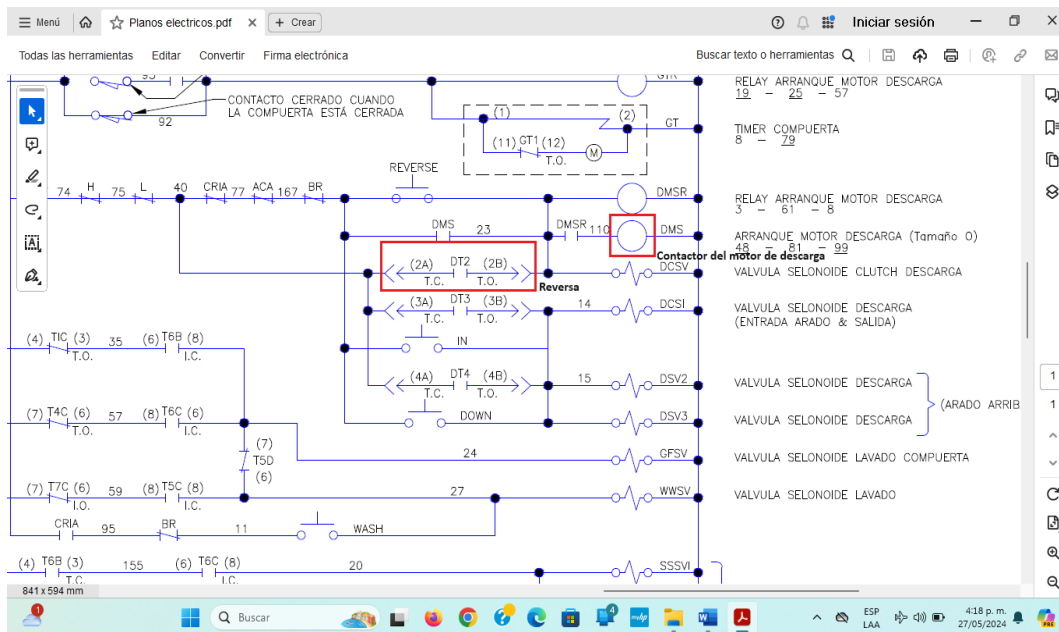 Menú
Planos electricos.pdf
Crear
Iniciar sesión
Todas las herramientas
Editar
Convertir
Firma electrónica
Buscar texto o herramientas
CONTACTO CERRADO CUANDO
LA COMPUERTA ESTÁ CERRADA
92
RELAY ARRANQUE MOTOR DESCARGA
19 – 25 – 57
(1) (2)
GT
(11) GT1 (12)
T.O.
M
TIMER COMPUERTA
8 – 79
REVERSE
74 H 75 L 40 CRIA 77 ACA 167 BR
DMSR
RELAY ARRANQUE MOTOR DESCARGA
3 – 61 – 8
DMS 23 DMSR 110 DMS
ARRANQUE MOTOR DESCARGA (Tamaño 0)
48 – 81 – 99
Contactor del motor de descarga
(2A) DT2 (2B)
T.C. T.O.
Reversa
DCSV
VALVULA SELONOIDE CLUTCH DESCARGA
(3A) DT3 (3B) 14 DCSI
T.C. T.O.
VALVULA SELONOIDE DESCARGA
(ENTRADA ARADO & SALIDA)
(4) TIC (3) 35 (6) T6B (8)
T.O. I.C.
IN
(4A) DT4 (4B) 15 DSV2
T.C. T.O.
VALVULA SELONOIDE DESCARGA
(ARADO ARRIB
(7) T4C (6) 57 (8) T6C (6)
T.O. I.C.
DOWN DSV3
VALVULA SELONOIDE DESCARGA
(7)
T5D
(6)
24 GFSV
VALVULA SELONOIDE LAVADO COMPUERTA
(7) T7C (6) 59 (8) T5C (8)
I.O. I.C.
27 WWSV
VALVULA SELONOIDE LAVADO
CRIA 95 BR 11 WASH
(4) T6B (3) 155 (6) T6C (8) 20 SSSVI
T.C. I.C.
841 x 594 mm
1
1
1
Buscar
ESP
LAA
4:18 p. m.
27/05/2024